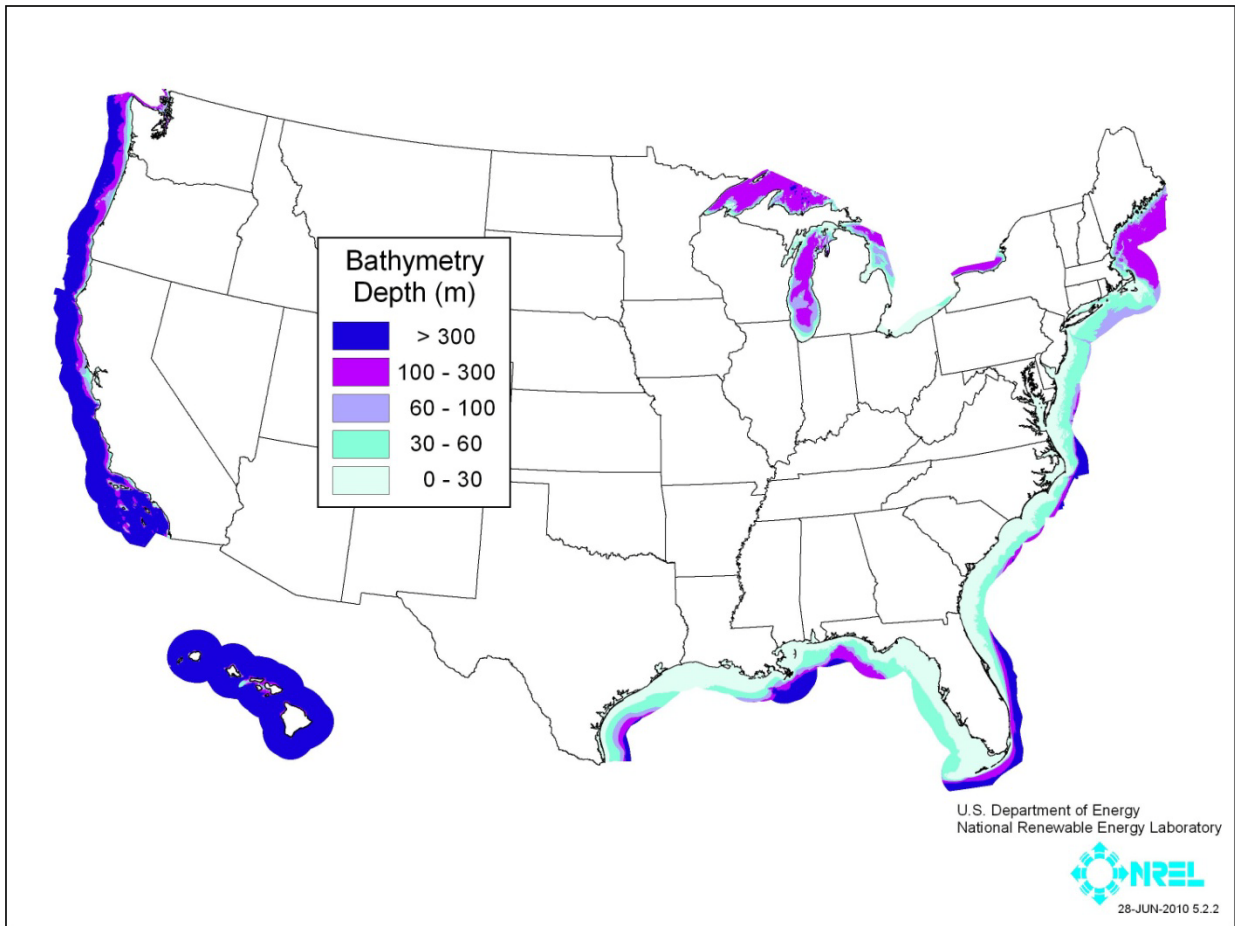 Bathymetry
Depth (m)
> 300
100 - 300
60 - 100
30 - 60
0 - 30
U.S. Department of Energy
National Renewable Energy Laboratory
NREL
28-JUN-2010 5.2.2